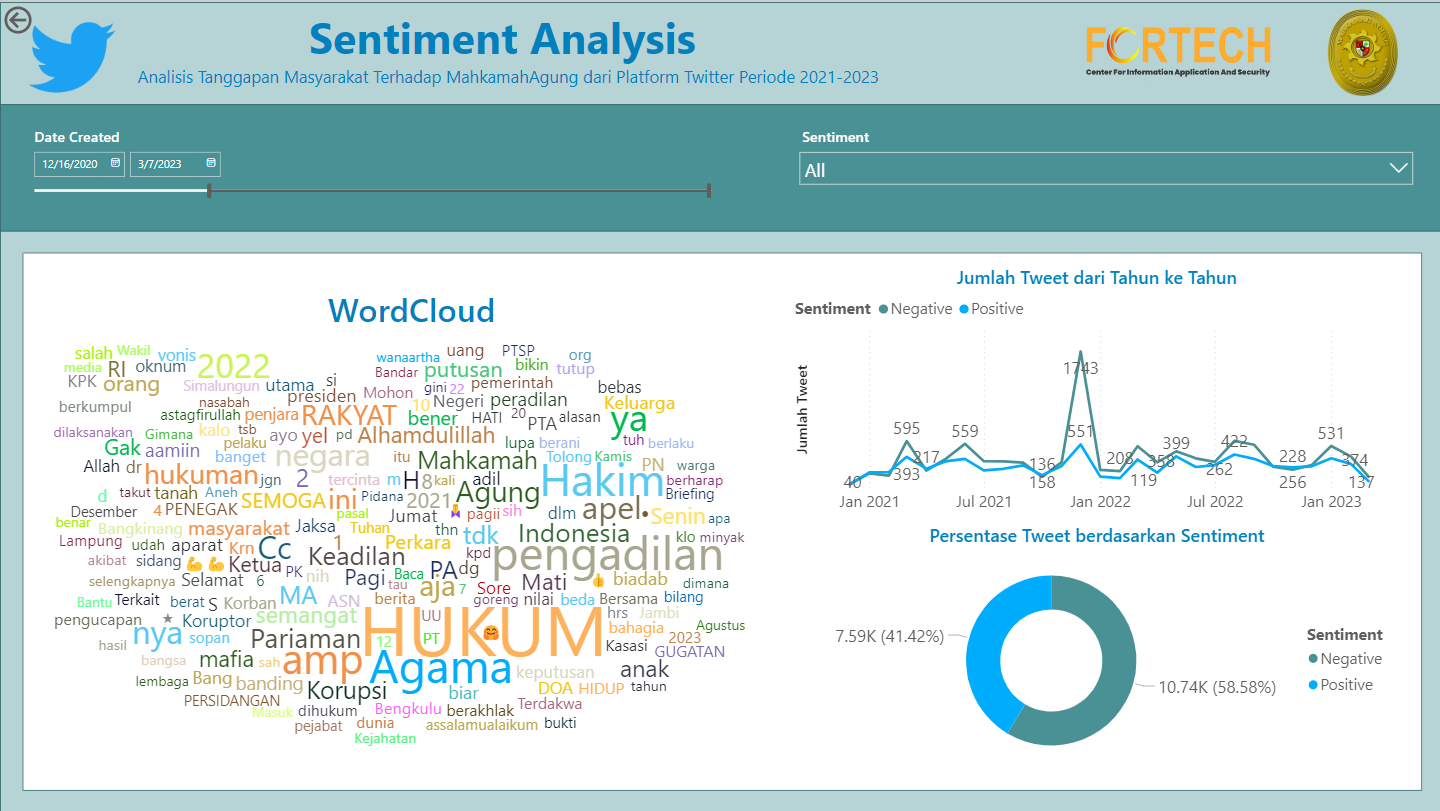 Sentiment Analysis
Analisis Tanggapan Masyarakat Terhadap MahkamahAgung dari Platform Twitter Periode 2021-2023
FORTECH
Center For Information Application And Security
Date Created
12/16/2020 3/7/2023
Sentiment
All
WordCloud
salah Wakil vonis 2022 wanaartha uang PTSP org
media RI oknum Bandar putusan bikin tutup
KPK orang Simalungun utama si gini 22 pemerintah bebas
berkumpul nasabah presiden Mohon 10 Negeri peradilan Keluarga
astagfirullah penjara RAKYAT bener HATI 20 PTA alasan ya
dilaksanakan Gimana kalo tsb ayo yel pd Alhamdulillah lupa berani tuh berlaku
Gak aamiin pelaku banget negara itu Mahkamah Tolong Kamis
Allah dr hukuman jgn 2 tercinta m H 8 kali adil Hakim PN warga berharap
d takut tanah Aneh SEMOGA ini Pidana 2021 Agung Briefing
Desember 4 PENEGAK pasal Jumat pagii sih dlm apel• Senin apa
benar Bangkinang masyarakat Jaksa Tuhan thn tdk Indonesia klo minyak
Lampung udah aparat Krn Cc 1 Perkara kpd pengadilan
akibat sidang 💪 💪 Ketua PK Keadilan
selengkapnya Selamat 6 nih Pagi Baca PA dg Mati 👍 biadab dimana
Bantu Terkait berat S Korban MA ASN tau berita aja 7 Sore goreng nilai beda Bersama bilang
pengucapan ★ Koruptor semangat HUKUM UU hrs Jambi
hasil nya sopan Pariaman 12 PT 🤗 bahagia Agustus
Kasasi 2023 GUGATAN
bangsa mafia sah amp Agama keputusan anak
lembaga Bang banding Korupsi biar DOA HIDUP tahun
PERSIDANGAN Masuk dihukum Bengkulu berakhlak Terdakwa
pejabat dunia assalamualaikum bukti
Kejahatan
Jumlah Tweet dari Tahun ke Tahun
Sentiment Negative Positive
Jumlah Tweet
1743
595 559 551 399 422 531
40 393 217 136 158 208 119 358 262 228 256 374 137
Jan 2021 Jul 2021 Jan 2022 Jul 2022 Jan 2023
Persentase Tweet berdasarkan Sentiment
7.59K (41.42%)
10.74K (58.58%)
Sentiment
Negative
Positive